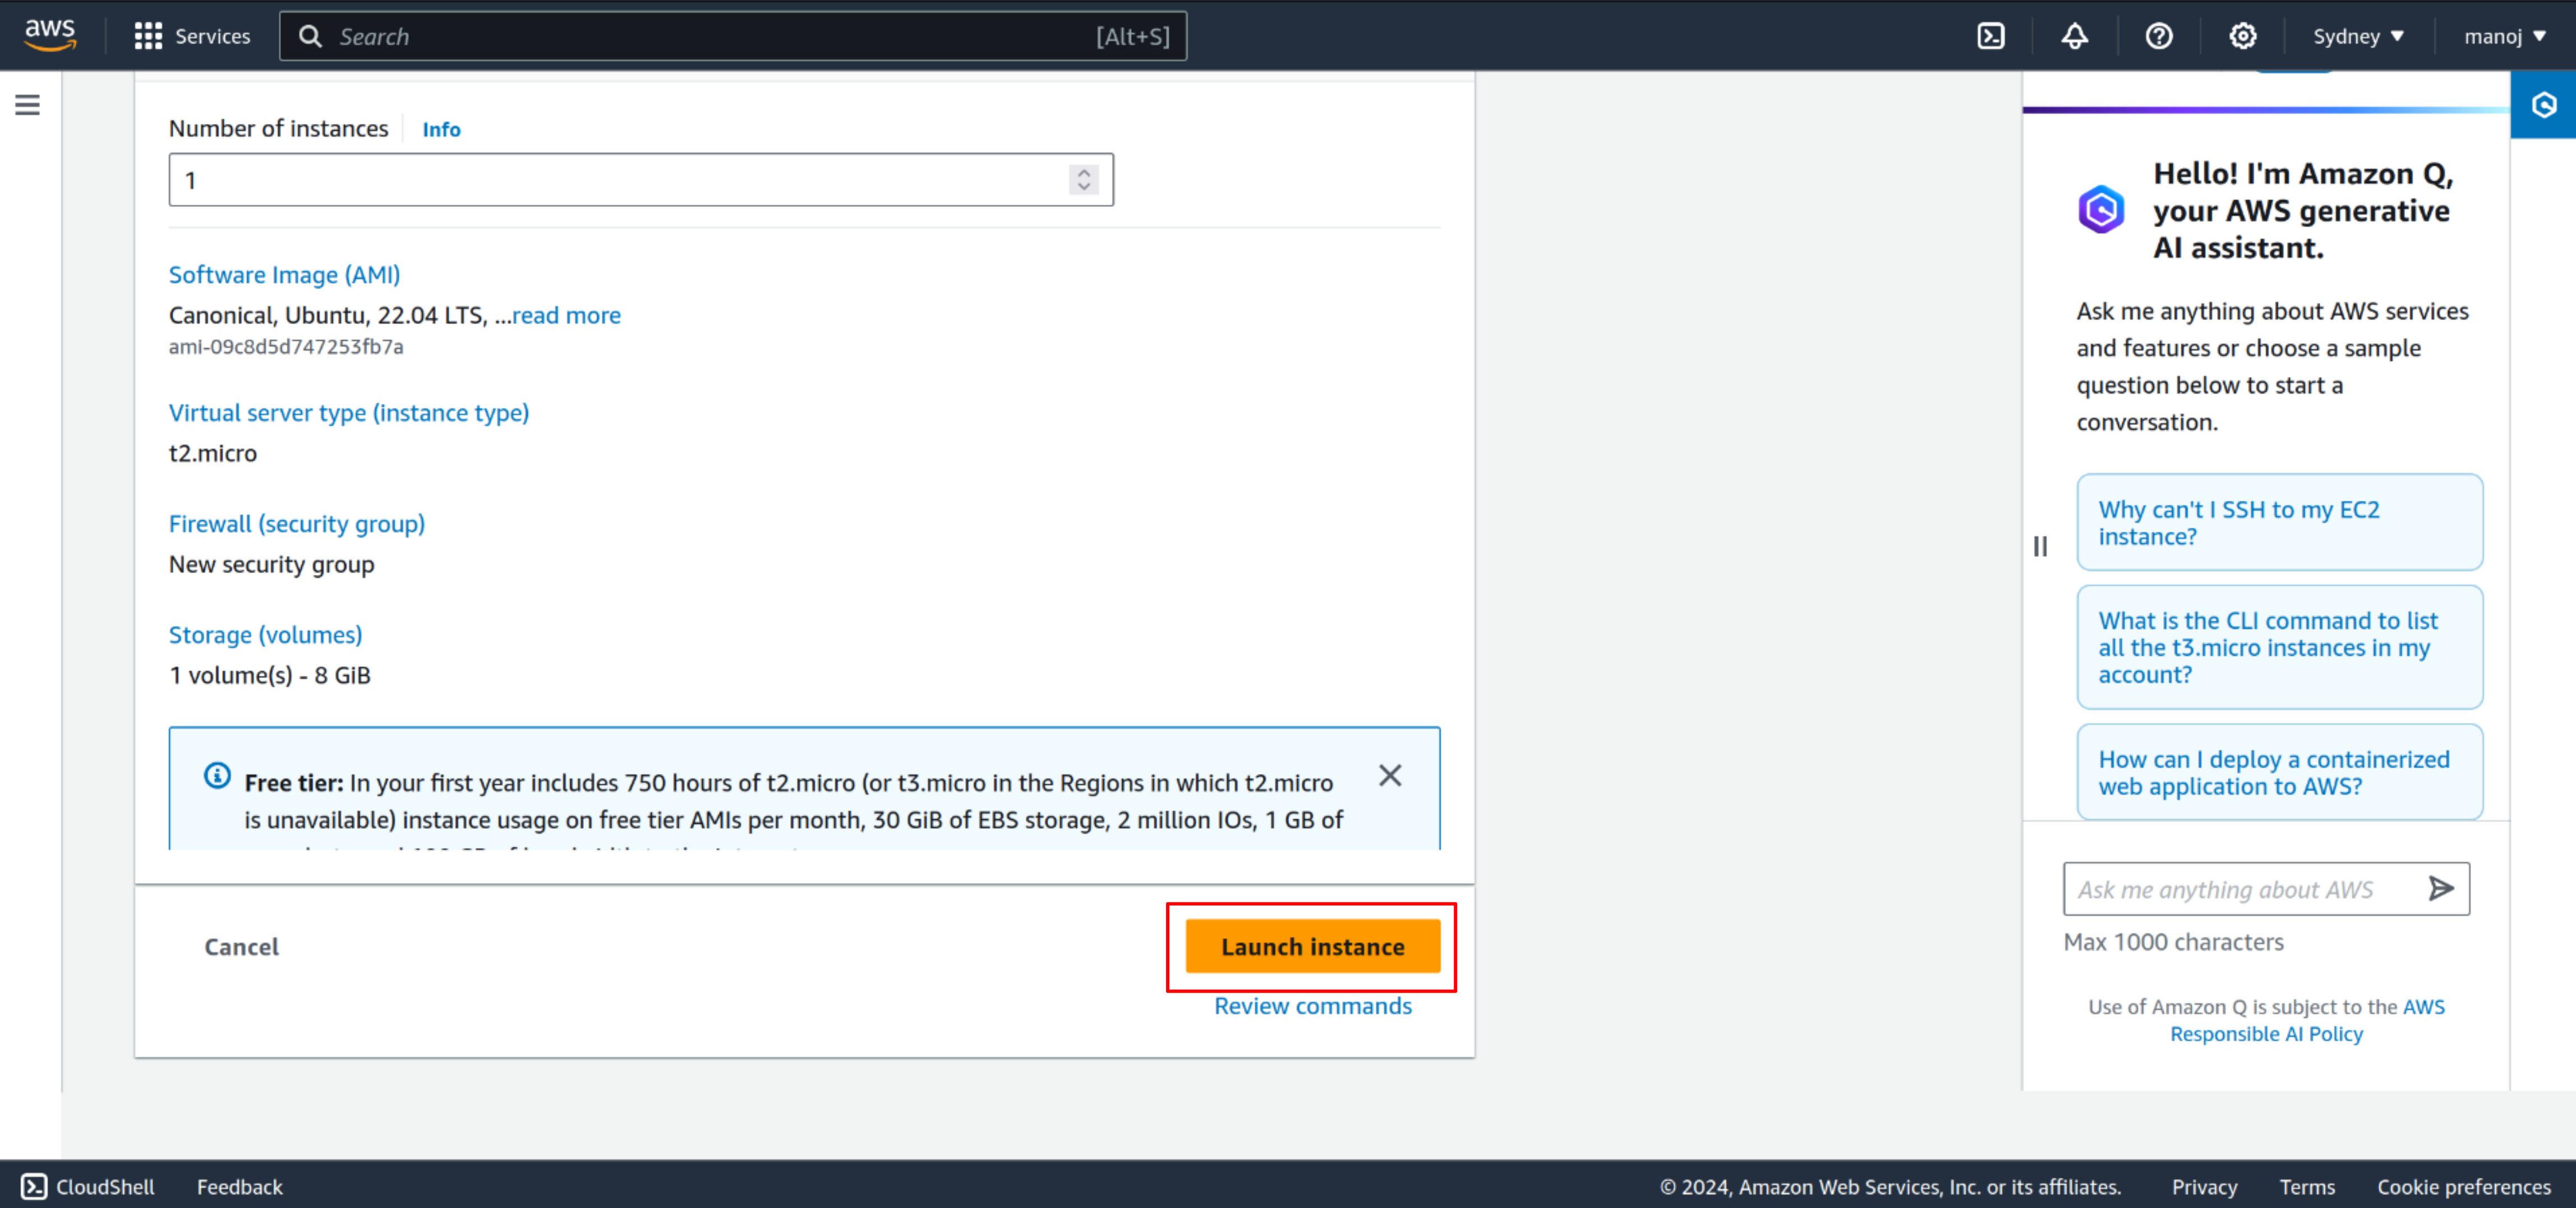 aws
Services
Search
[Alt+S]
Sydney
manoj
Number of instances
Info
1
Software Image (AMI)
Canonical, Ubuntu, 22.04 LTS, ...read more
ami-09c8d5d747253fb7a
Virtual server type (instance type)
t2.micro
Firewall (security group)
New security group
Storage (volumes)
1 volume(s) - 8 GiB
Free tier: In your first year includes 750 hours of t2.micro (or t3.micro in the Regions in which t2.micro
is unavailable) instance usage on free tier AMIs per month, 30 GiB of EBS storage, 2 million IOs, 1 GB of
Cancel
Launch instance
Review commands
Hello! I'm Amazon Q,
your AWS generative
AI assistant.
Ask me anything about AWS services
and features or choose a sample
question below to start a
conversation.
Why can't I SSH to my EC2
instance?
What is the CLI command to list
all the t3.micro instances in my
account?
How can I deploy a containerized
web application to AWS?
Ask me anything about AWS
Max 1000 characters
Use of Amazon Q is subject to the AWS
Responsible AI Policy
CloudShell
Feedback
© 2024, Amazon Web Services, Inc. or its affiliates.
Privacy
Terms
Cookie preferences